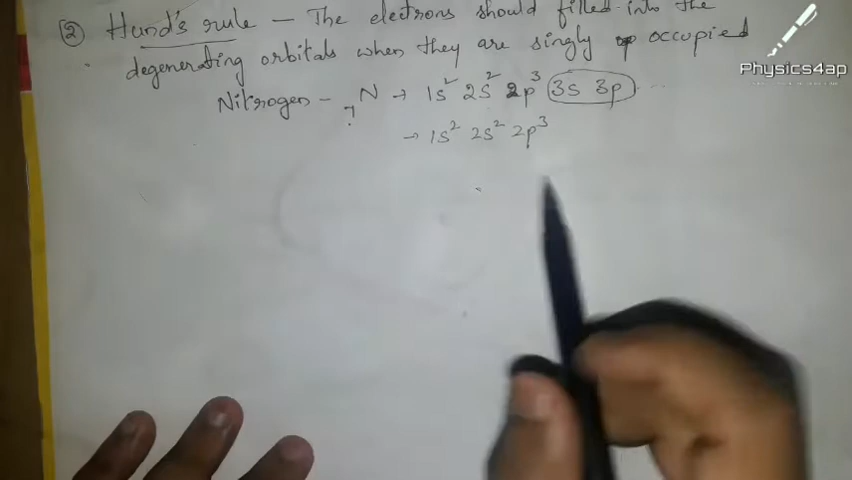 ② Hund's rule — The electrons should filled into the
degenerating orbitals when they are singly occupied
Nitrogen - ₇N → 1s² 2s² 2p³ 3s 3p ...
→ 1s² 2s² 2p³
Physics4ap